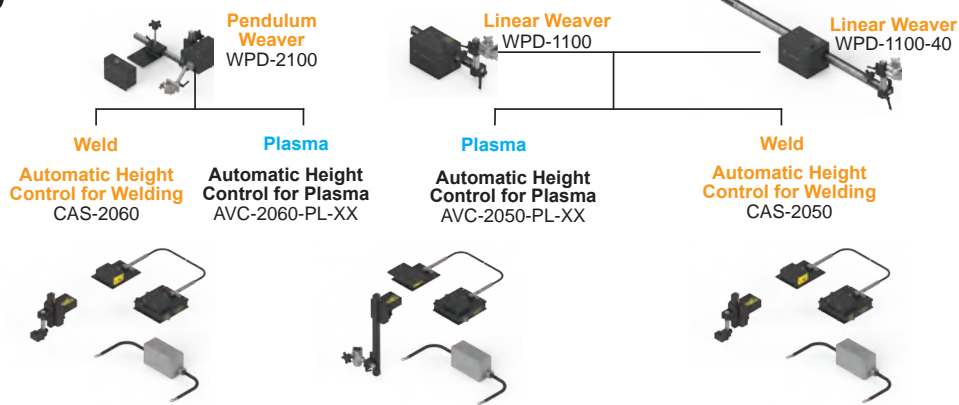 Pendulum
Weaver
WPD-2100
Linear Weaver
WPD-1100
Linear Weaver
WPD-1100-40
Weld
Automatic Height
Control for Welding
CAS-2060
Plasma
Automatic Height
Control for Plasma
AVC-2060-PL-XX
Plasma
Automatic Height
Control for Plasma
AVC-2050-PL-XX
Weld
Automatic Height
Control for Welding
CAS-2050